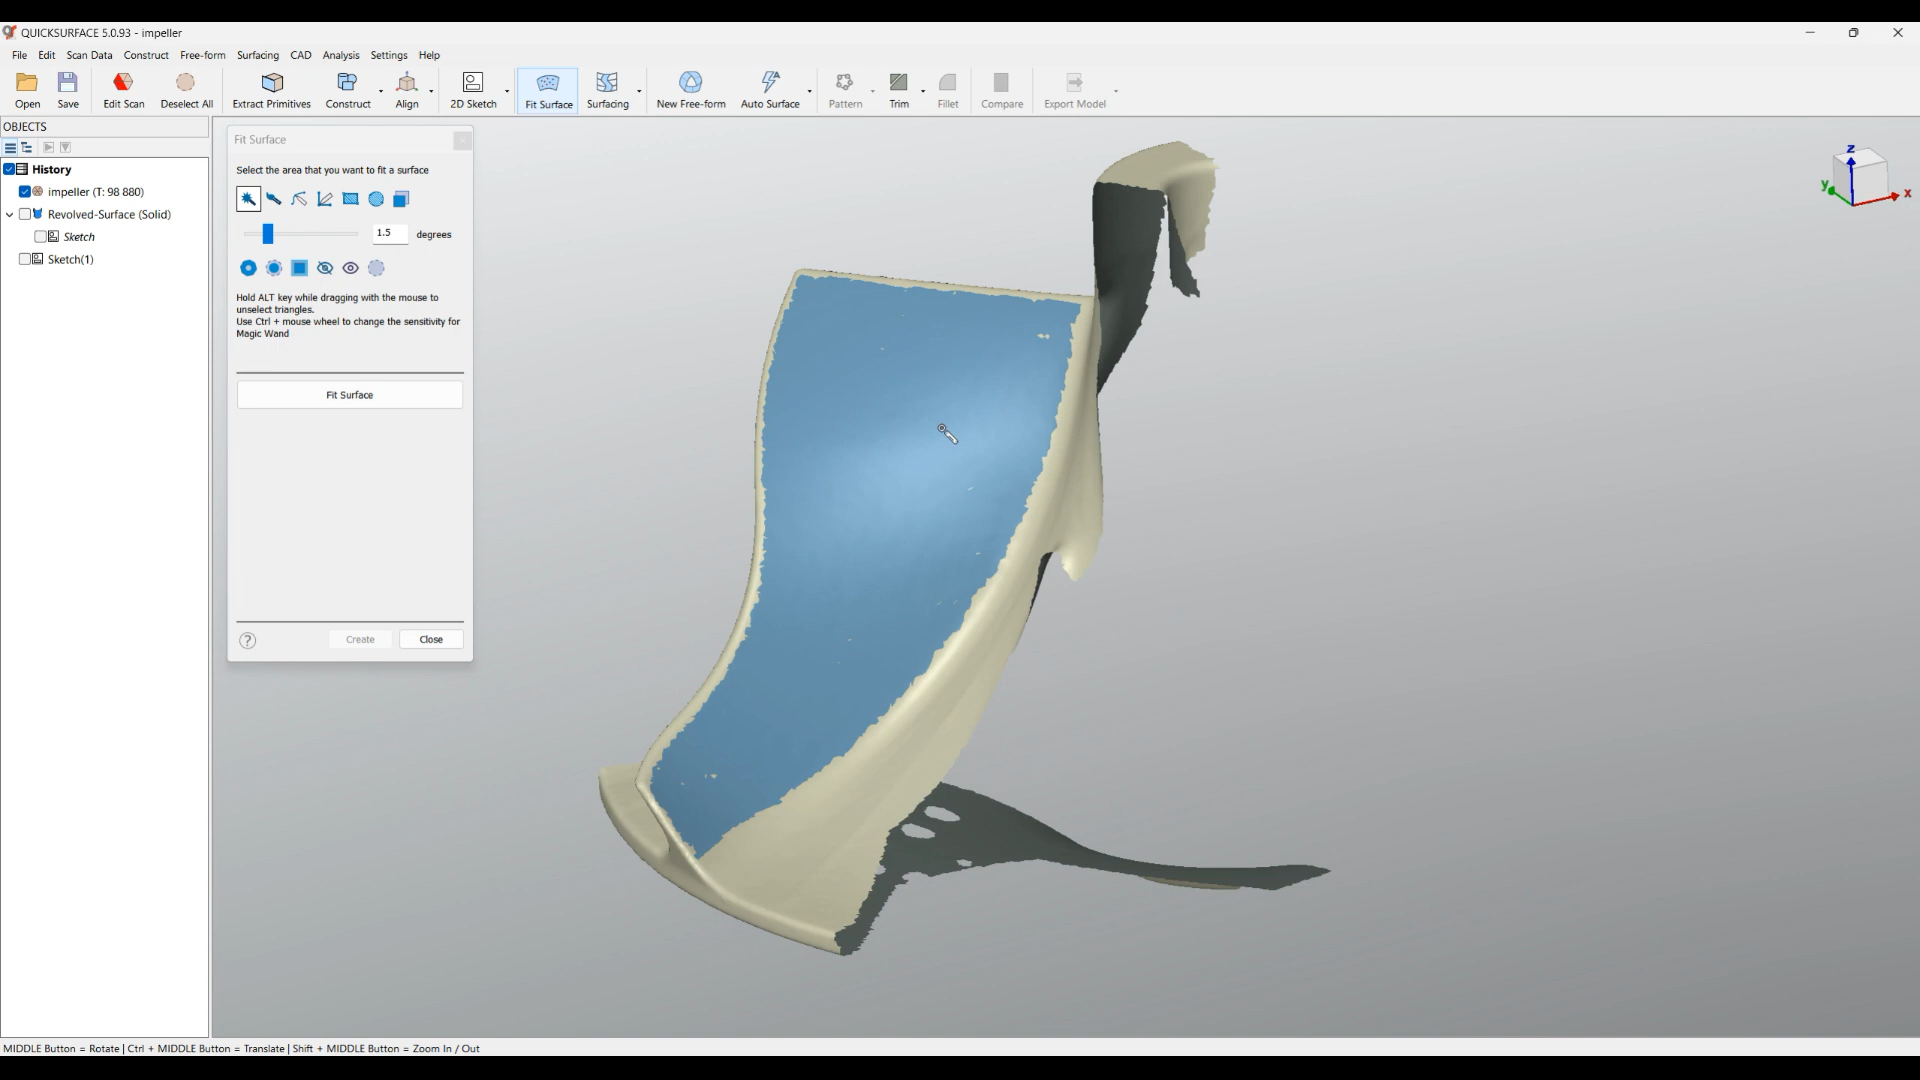 QUICKSURFACE 5.0.93 - impeller
File Edit Scan Data Construct Free-form Surfacing CAD Analysis Settings Help
Open Save Edit Scan Deselect All Extract Primitives Construct Align 2D Sketch Fit Surface Surfacing New Free-form Auto Surface Pattern Trim Fillet Compare Export Model
OBJECTS
History
impeller (T: 98 880)
Revolved-Surface (Solid)
Sketch
Sketch(1)
Fit Surface
Select the area that you want to fit a surface
1.5 degrees
Hold ALT key while dragging with the mouse to
unselect triangles.
Use Ctrl + mouse wheel to change the sensitivity for
Magic Wand
Fit Surface
? Create Close
z
y
x
MIDDLE Button = Rotate | Ctrl + MIDDLE Button = Translate | Shift + MIDDLE Button = Zoom In / Out